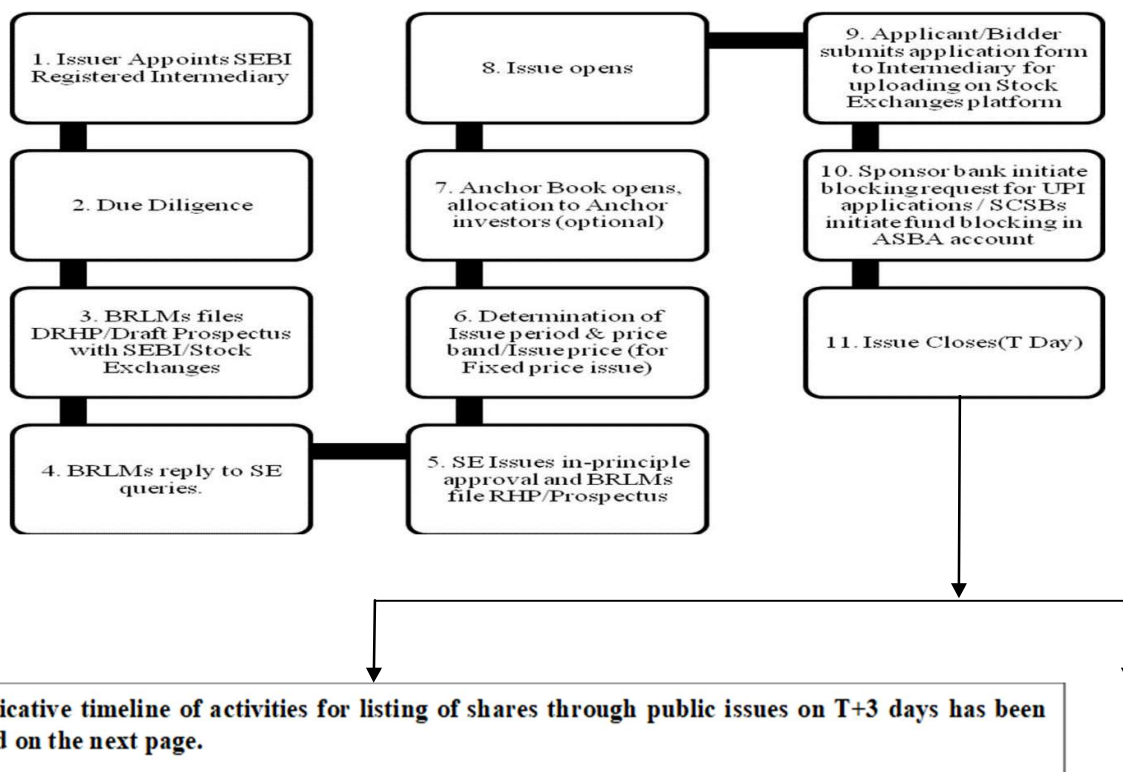 1. Issuer Appoints SEBI
Registered Intermediary
2. Due Diligence
3. BRLMs files
DRHP/Draft Prospectus
with SEBI/Stock
Exchanges
4. BRLMs reply to SE
queries.
5. SE Issues in-principle
approval and BRLMs
file RHP/Prospectus
6. Determination of
Issue period & price
band/Issue price (for
Fixed price issue)
7. Anchor Book opens,
allocation to Anchor
investors (optional)
8. Issue opens
9. Applicant/Bidder
submits application form
to Intermediary for
uploading on Stock
Exchanges platform
10. Sponsor bank initiate
blocking request for UPI
applications / SCSBs
initiate fund blocking in
ASBA account
11. Issue Closes(T Day)
icative timeline of activities for listing of shares through public issues on T+3 days has been
d on the next page.